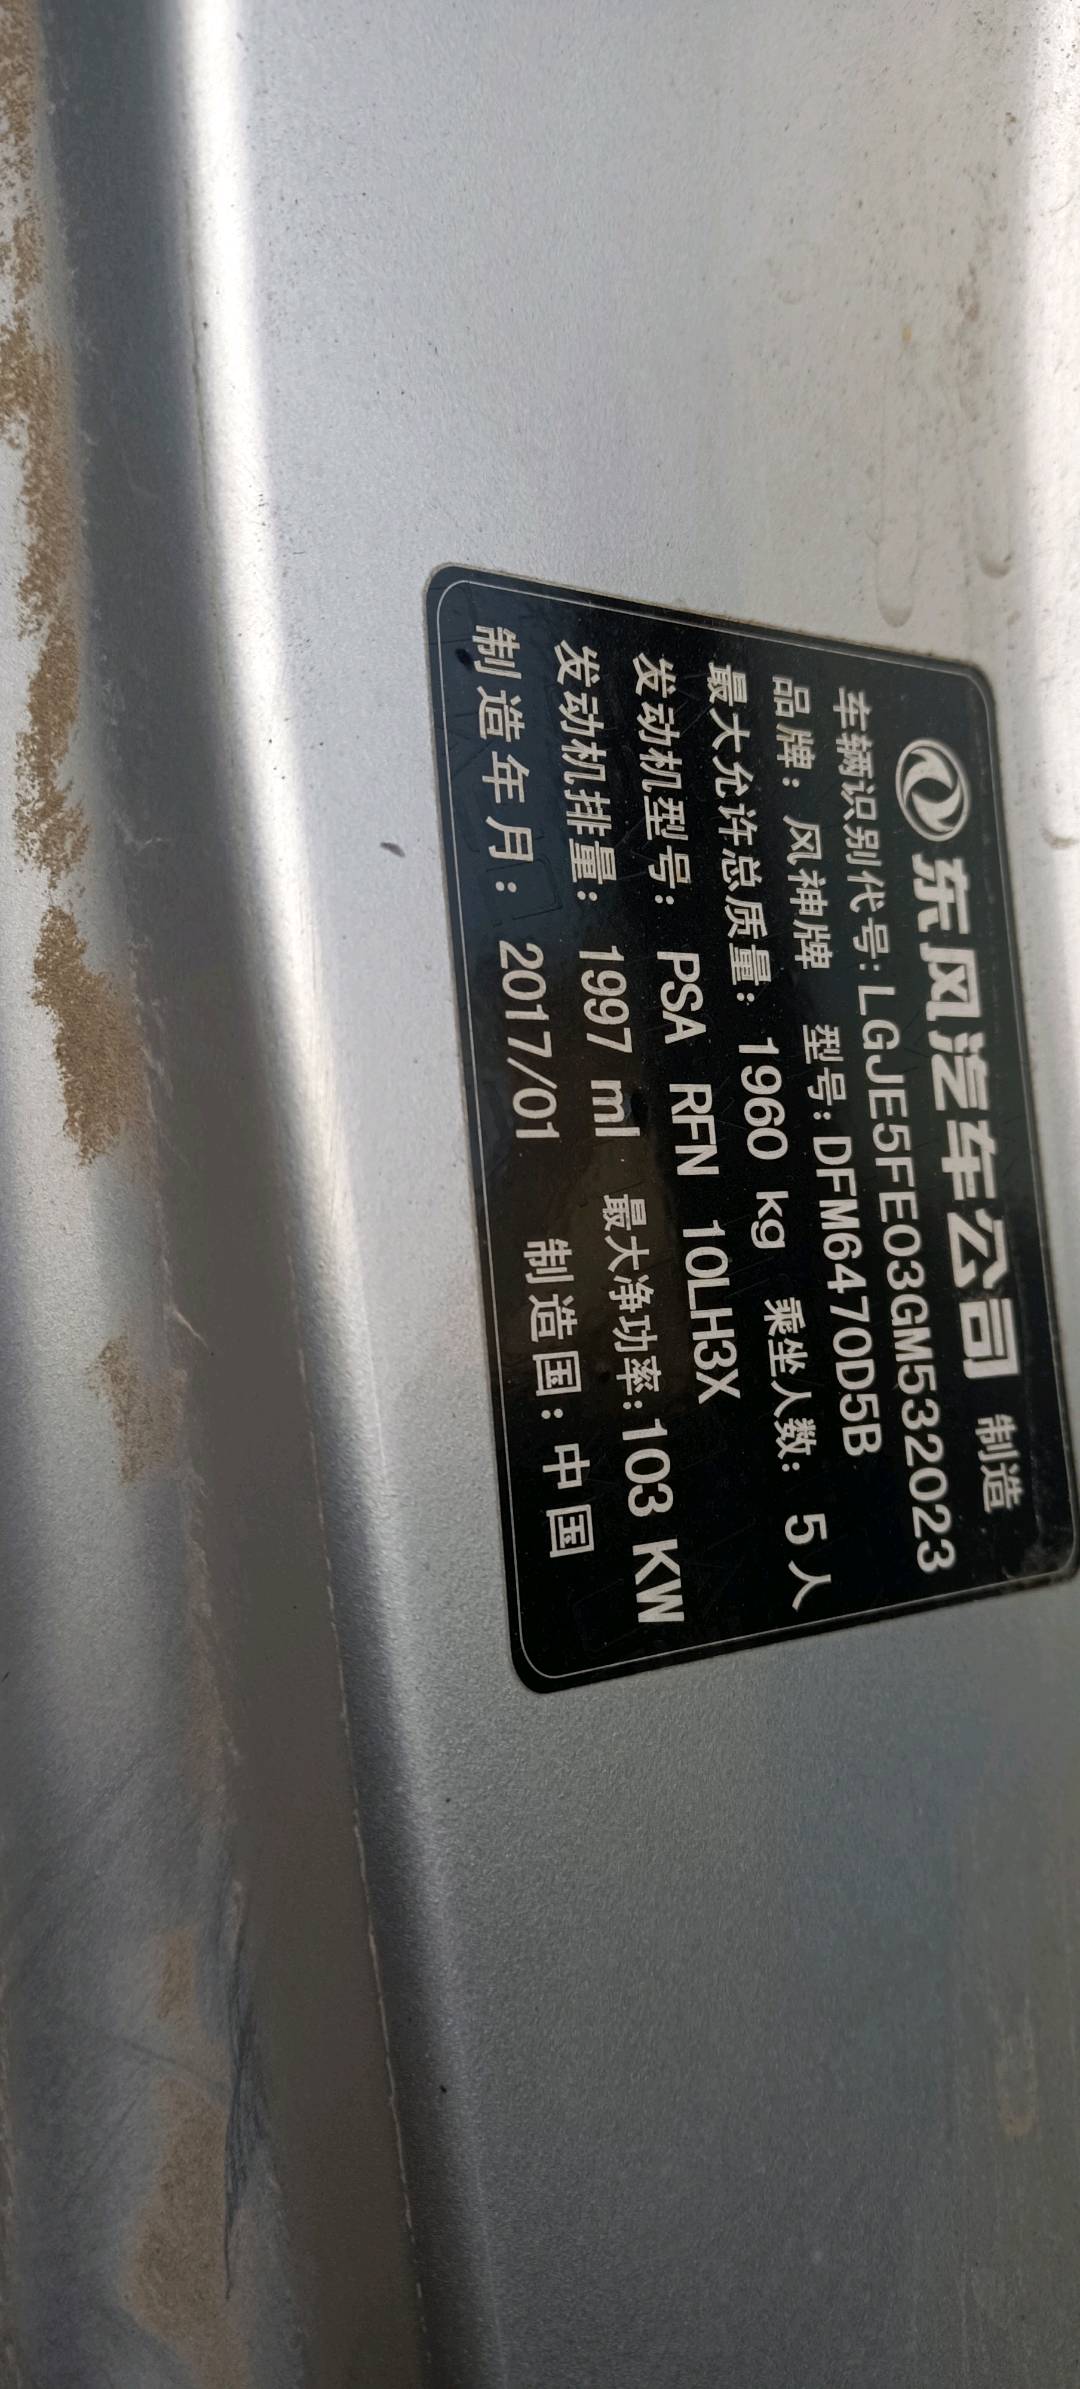 东风汽车公司 制造
车辆识别代号:LGJE5FE03GM532023
品牌:风神牌 型号:DFM6470D5B
最大允许总质量: 1960 kg 乘坐人数: 5人
发动机型号: PSA RFN 10LH3X
发动机排量: 1997 ml 最大净功率:103 KW
制造年月: 2017/01 制造国:中国